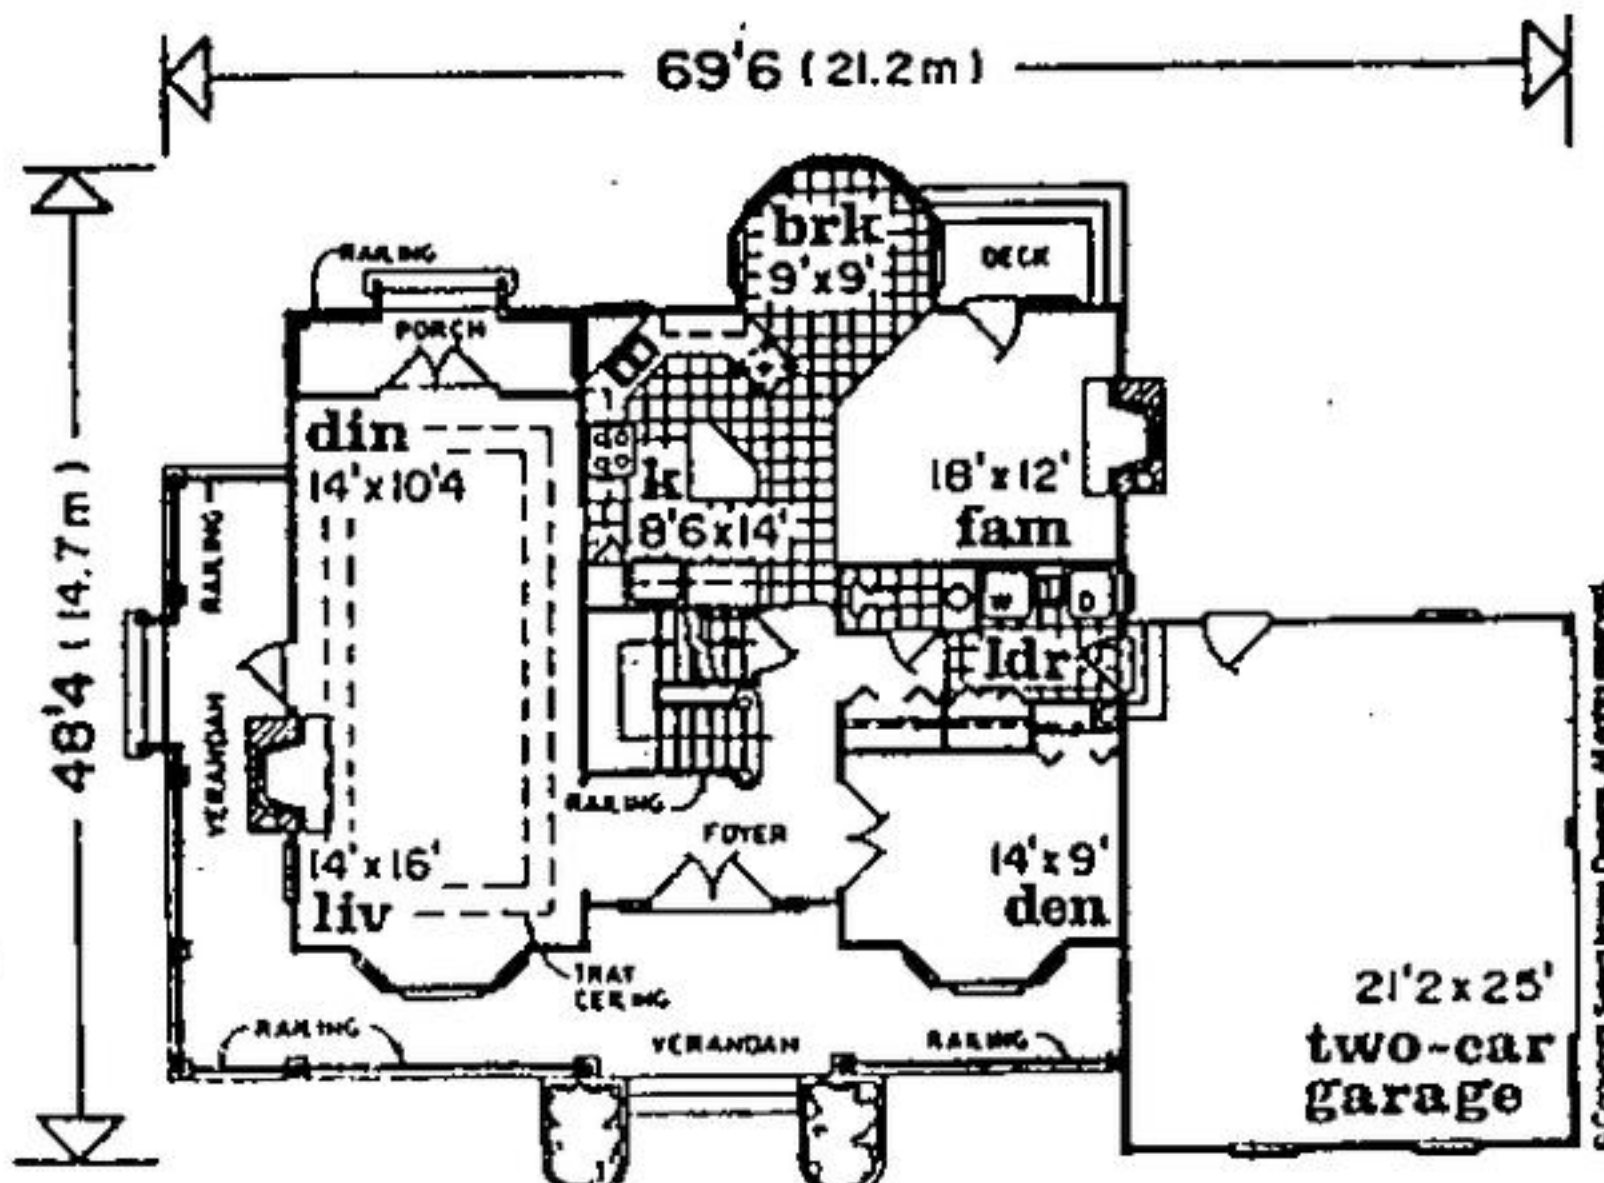 69'6 (21.2m)
48'4 (14.7m)
brk
9'x9'
DECK
RAILING
PORCH
din
14'x10'4
k
8'6x14'
18'x12'
fam
RAILING
W
D
ldr
VERANDAH
RAILING
FOYER
14'x16'
liv
14'x9'
den
TRAY
CEILING
21'2x25'
two-car
garage
RAILING
VERANDAH
RAILING